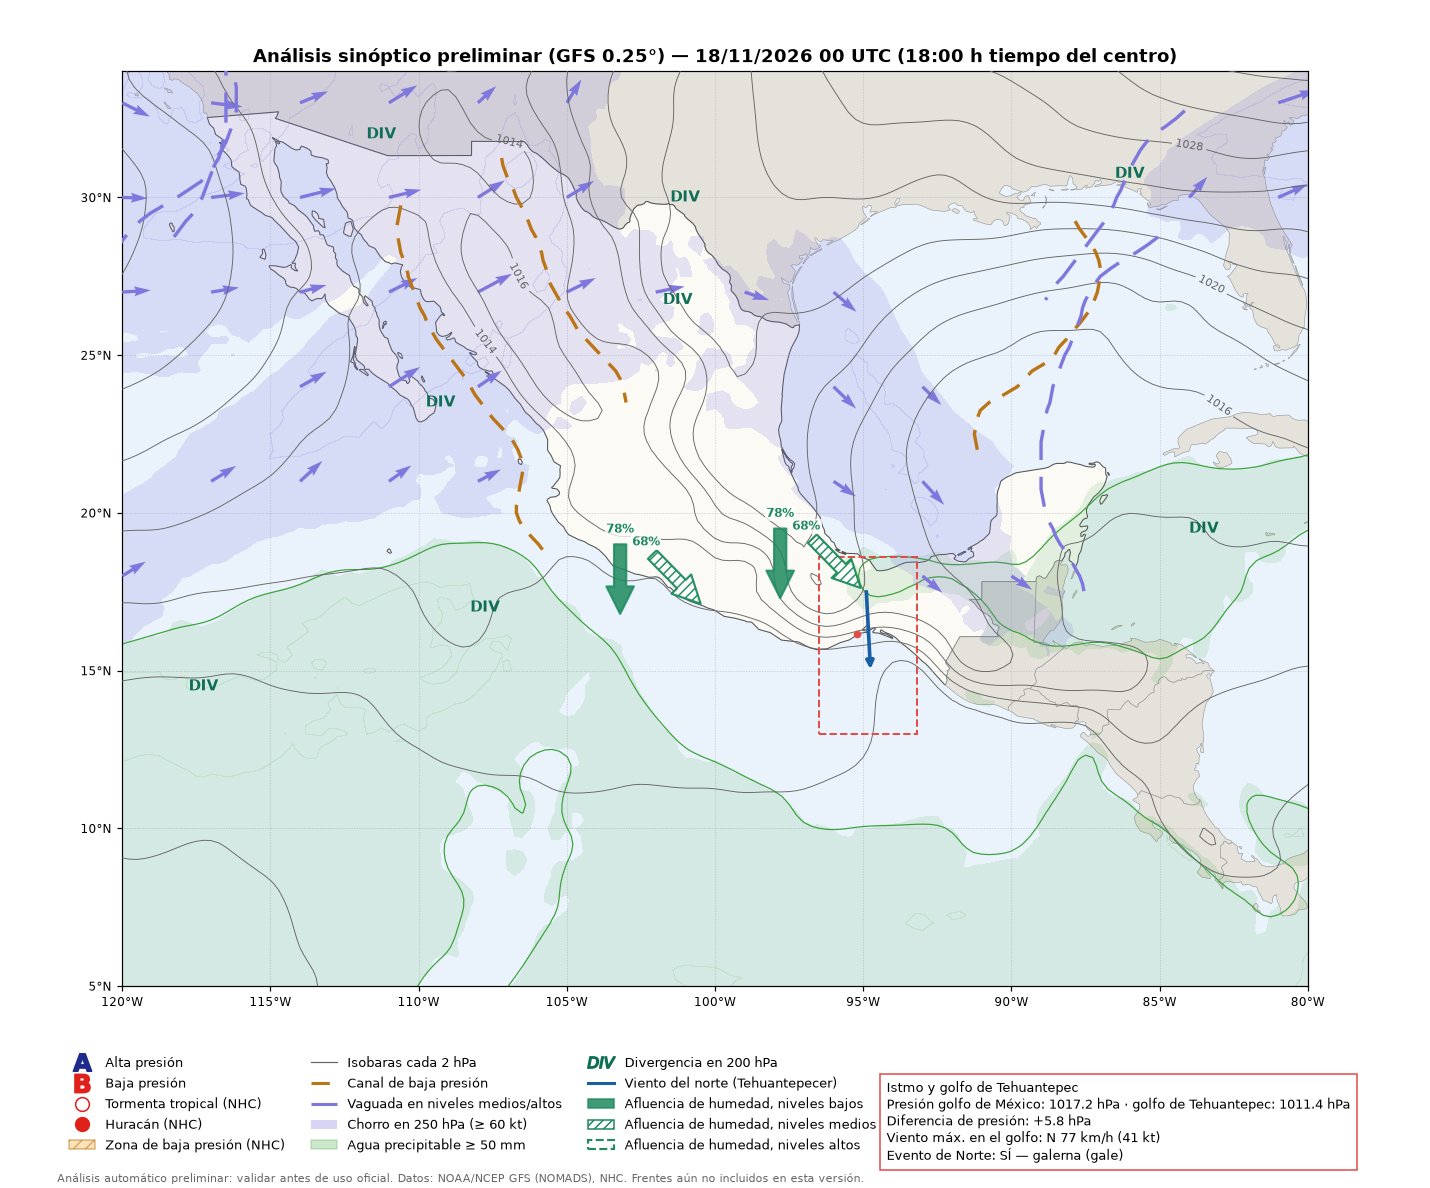 Análisis sinóptico preliminar (GFS 0.25°) — 18/11/2026 00 UTC (18:00 h tiempo del centro)
DIV
1014
1028
DIV
30°N
DIV
1016
DIV
1020
1014
25°N
DIV
1016
78%
68%
78%
68%
20°N
DIV
DIV
15°N
DIV
10°N
5°N
120°W
115°W
110°W
105°W
100°W
95°W
90°W
85°W
80°W
A Alta presión
B Baja presión
Tormenta tropical (NHC)
Huracán (NHC)
Zona de baja presión (NHC)
Isobaras cada 2 hPa
Canal de baja presión
Vaguada en niveles medios/altos
Chorro en 250 hPa (≥ 60 kt)
Agua precipitable ≥ 50 mm
DIV Divergencia en 200 hPa
Viento del norte (Tehuantepecer)
Afluencia de humedad, niveles bajos
Afluencia de humedad, niveles medios
Afluencia de humedad, niveles altos
Istmo y golfo de Tehuantepec
Presión golfo de México: 1017.2 hPa · golfo de Tehuantepec: 1011.4 hPa
Diferencia de presión: +5.8 hPa
Viento máx. en el golfo: N 77 km/h (41 kt)
Evento de Norte: SÍ — galerna (gale)
Análisis automático preliminar: validar antes de uso oficial. Datos: NOAA/NCEP GFS (NOMADS), NHC. Frentes aún no incluidos en esta versión.